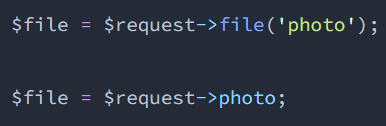 $file = $request->file('photo');
$file = $request->photo;